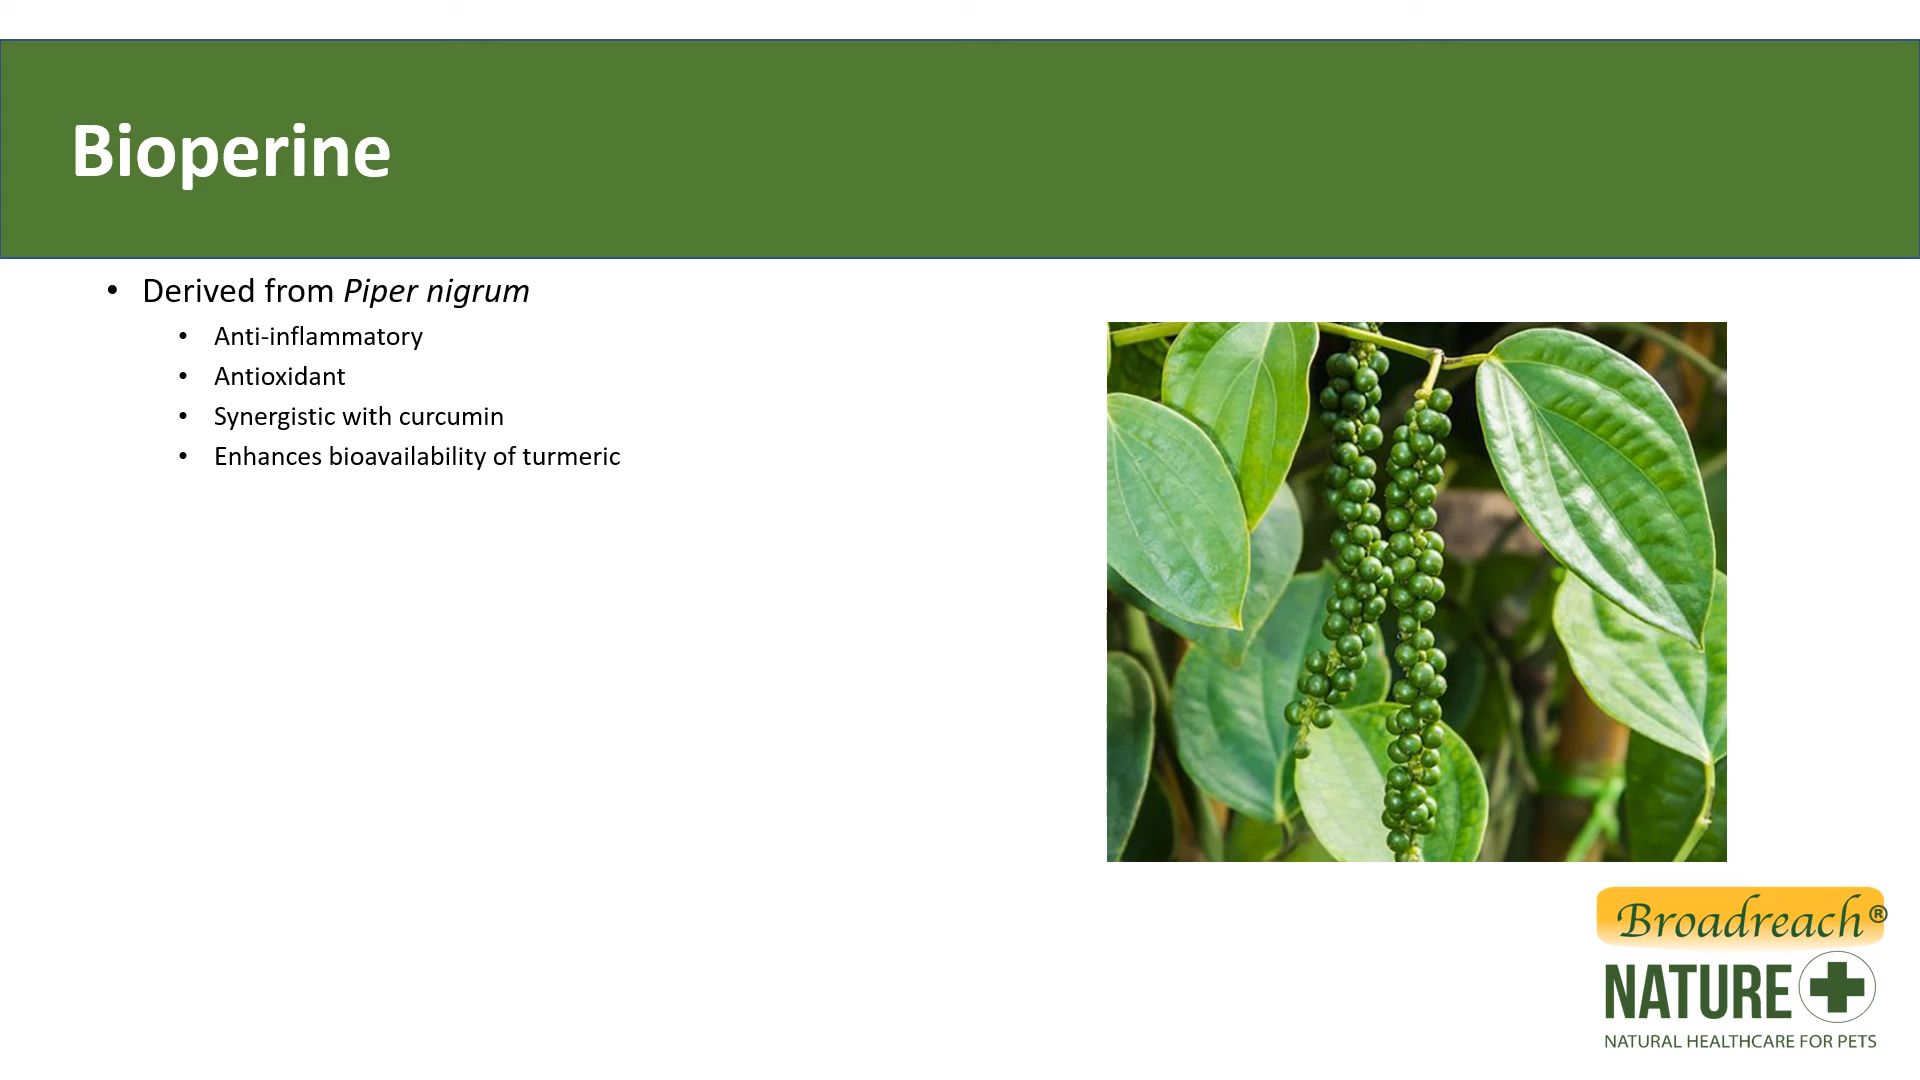 Bioperine
• Derived from Piper nigrum
• Anti-inflammatory
• Antioxidant
• Synergistic with curcumin
• Enhances bioavailability of turmeric
Broadreach®
NATURE
NATURAL HEALTHCARE FOR PETS